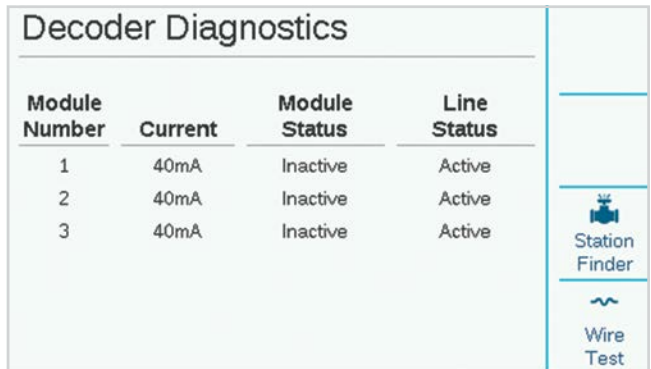 Decoder Diagnostics
Module Number Current Module Status Line Status
1 40mA Inactive Active
2 40mA Inactive Active
3 40mA Inactive Active
Station
Finder
Wire
Test